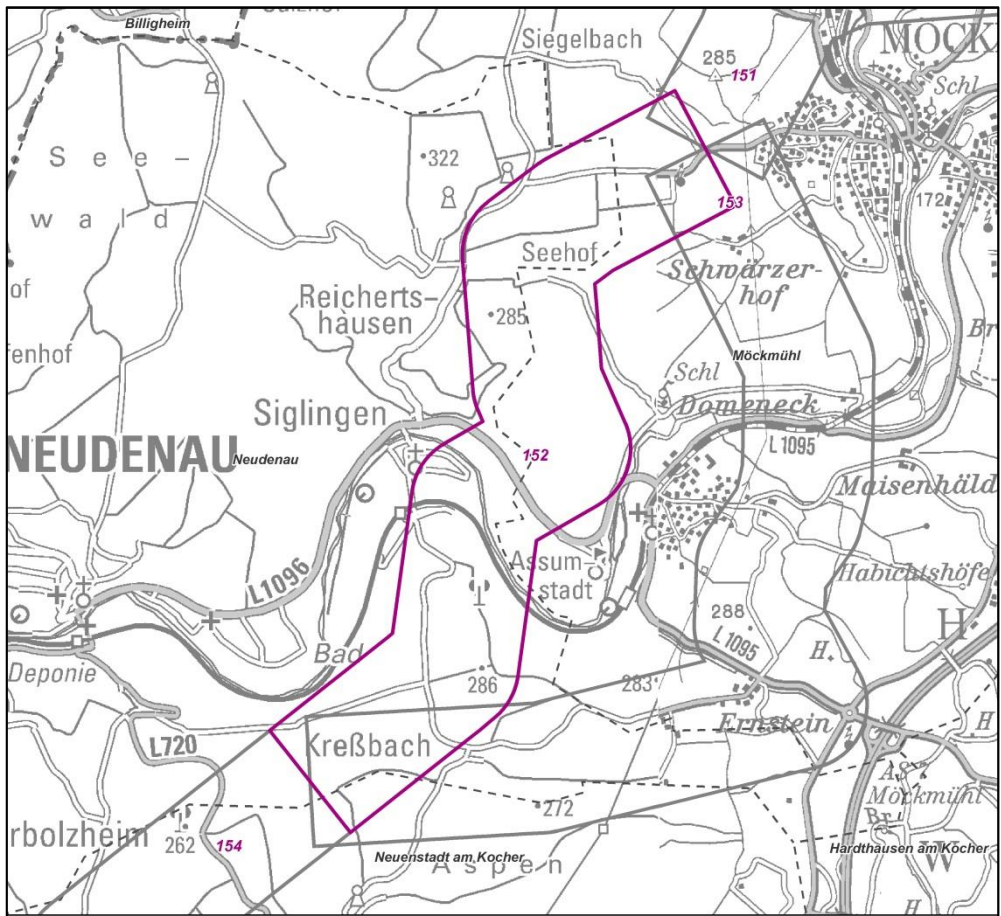 Billigheim
Siegelbach
MÖCK
285
151
Schl
S e e -
322
w a l d
153
172
Seehof
Schwärzer-
hof
of
Reicherts-
hausen
285
fenhof
Möckmühl
Schl
Siglingen
Domeneck
L 1095
NEUDENAU
Neudenau
152
Maisenhäld
Assum-
stadt
Habichtshöfe
L1096
288
H
Bad
L 1095
H.
Deponie
286
283
Ernstein
H
Kreßbach
L720
AS
Möckmühl
H
272
Br
rbolzheim
262
154
Neuenstadt am Kocher
Hardthausen am Kocher
A s p e n
W
H